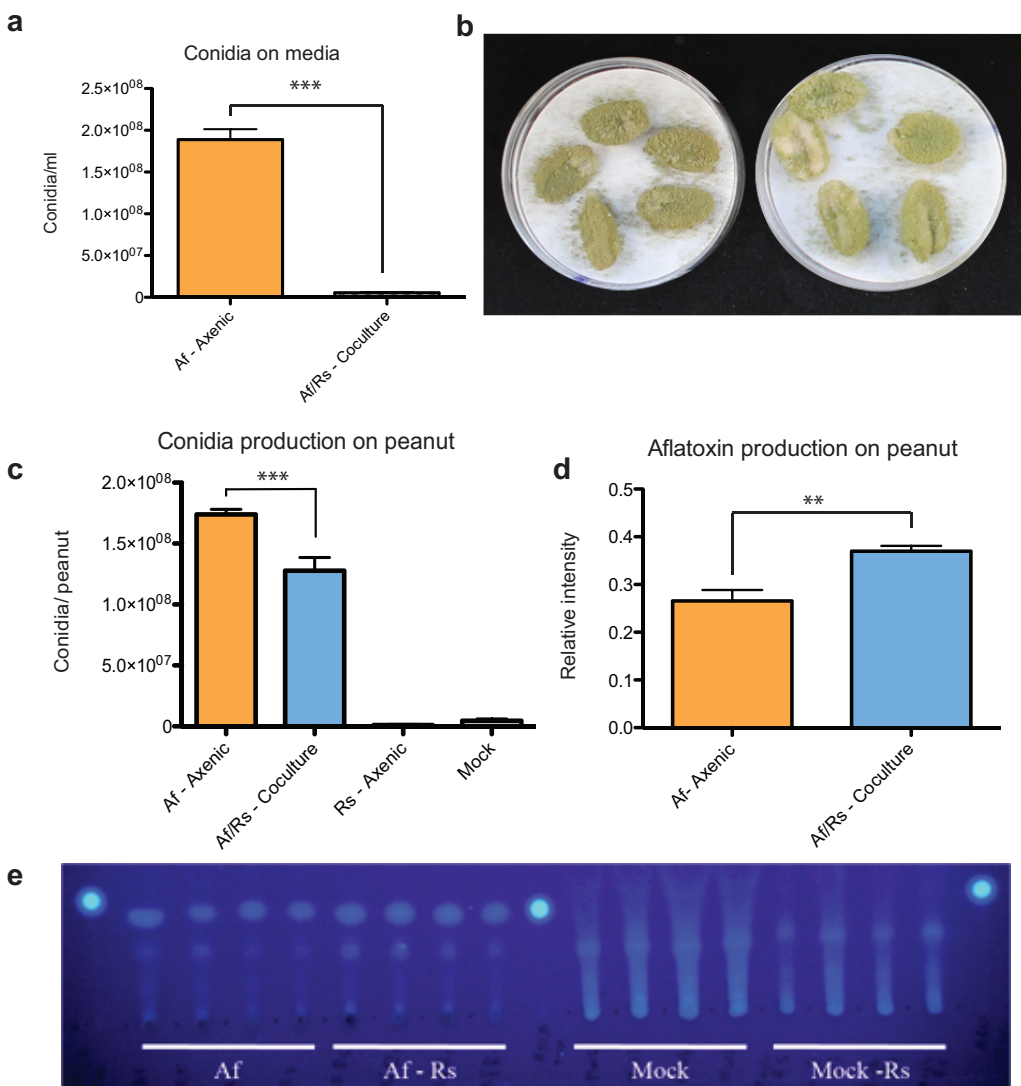 a
Conidia on media
2.5×10⁰⁸
2.0×10⁰⁸
1.5×10⁰⁸
1.0×10⁰⁸
5.0×10⁰⁷
0
Conidia/ml
***
Af - Axenic
Af/Rs - Coculture
b
c
Conidia production on peanut
2.0×10⁰⁸
1.5×10⁰⁸
1.0×10⁰⁸
5.0×10⁰⁷
0
Conidia/ peanut
***
Af - Axenic
Af/Rs - Coculture
Rs - Axenic
Mock
d
Aflatoxin production on peanut
0.5
0.4
0.3
0.2
0.1
0.0
Relative intensity
**
Af- Axenic
Af/Rs - Coculture
e
Af
Af - Rs
Mock
Mock -Rs